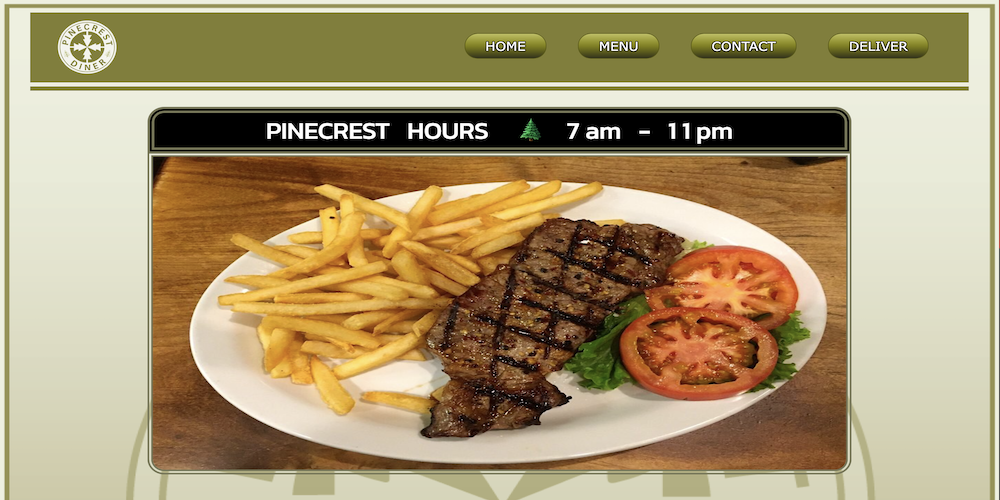 PINECREST
DINER
HOME
MENU
CONTACT
DELIVER
PINECREST HOURS 7 am - 11 pm